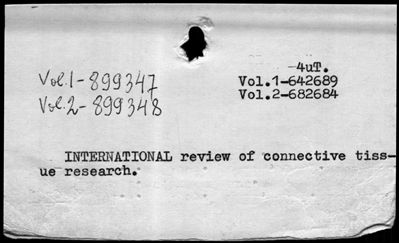 4uT.
Vol.1-899347
Vol.1-642689
Vol.2-899348
Vol.2-682684
INTERNATIONAL review of connective tiss-
ue research.